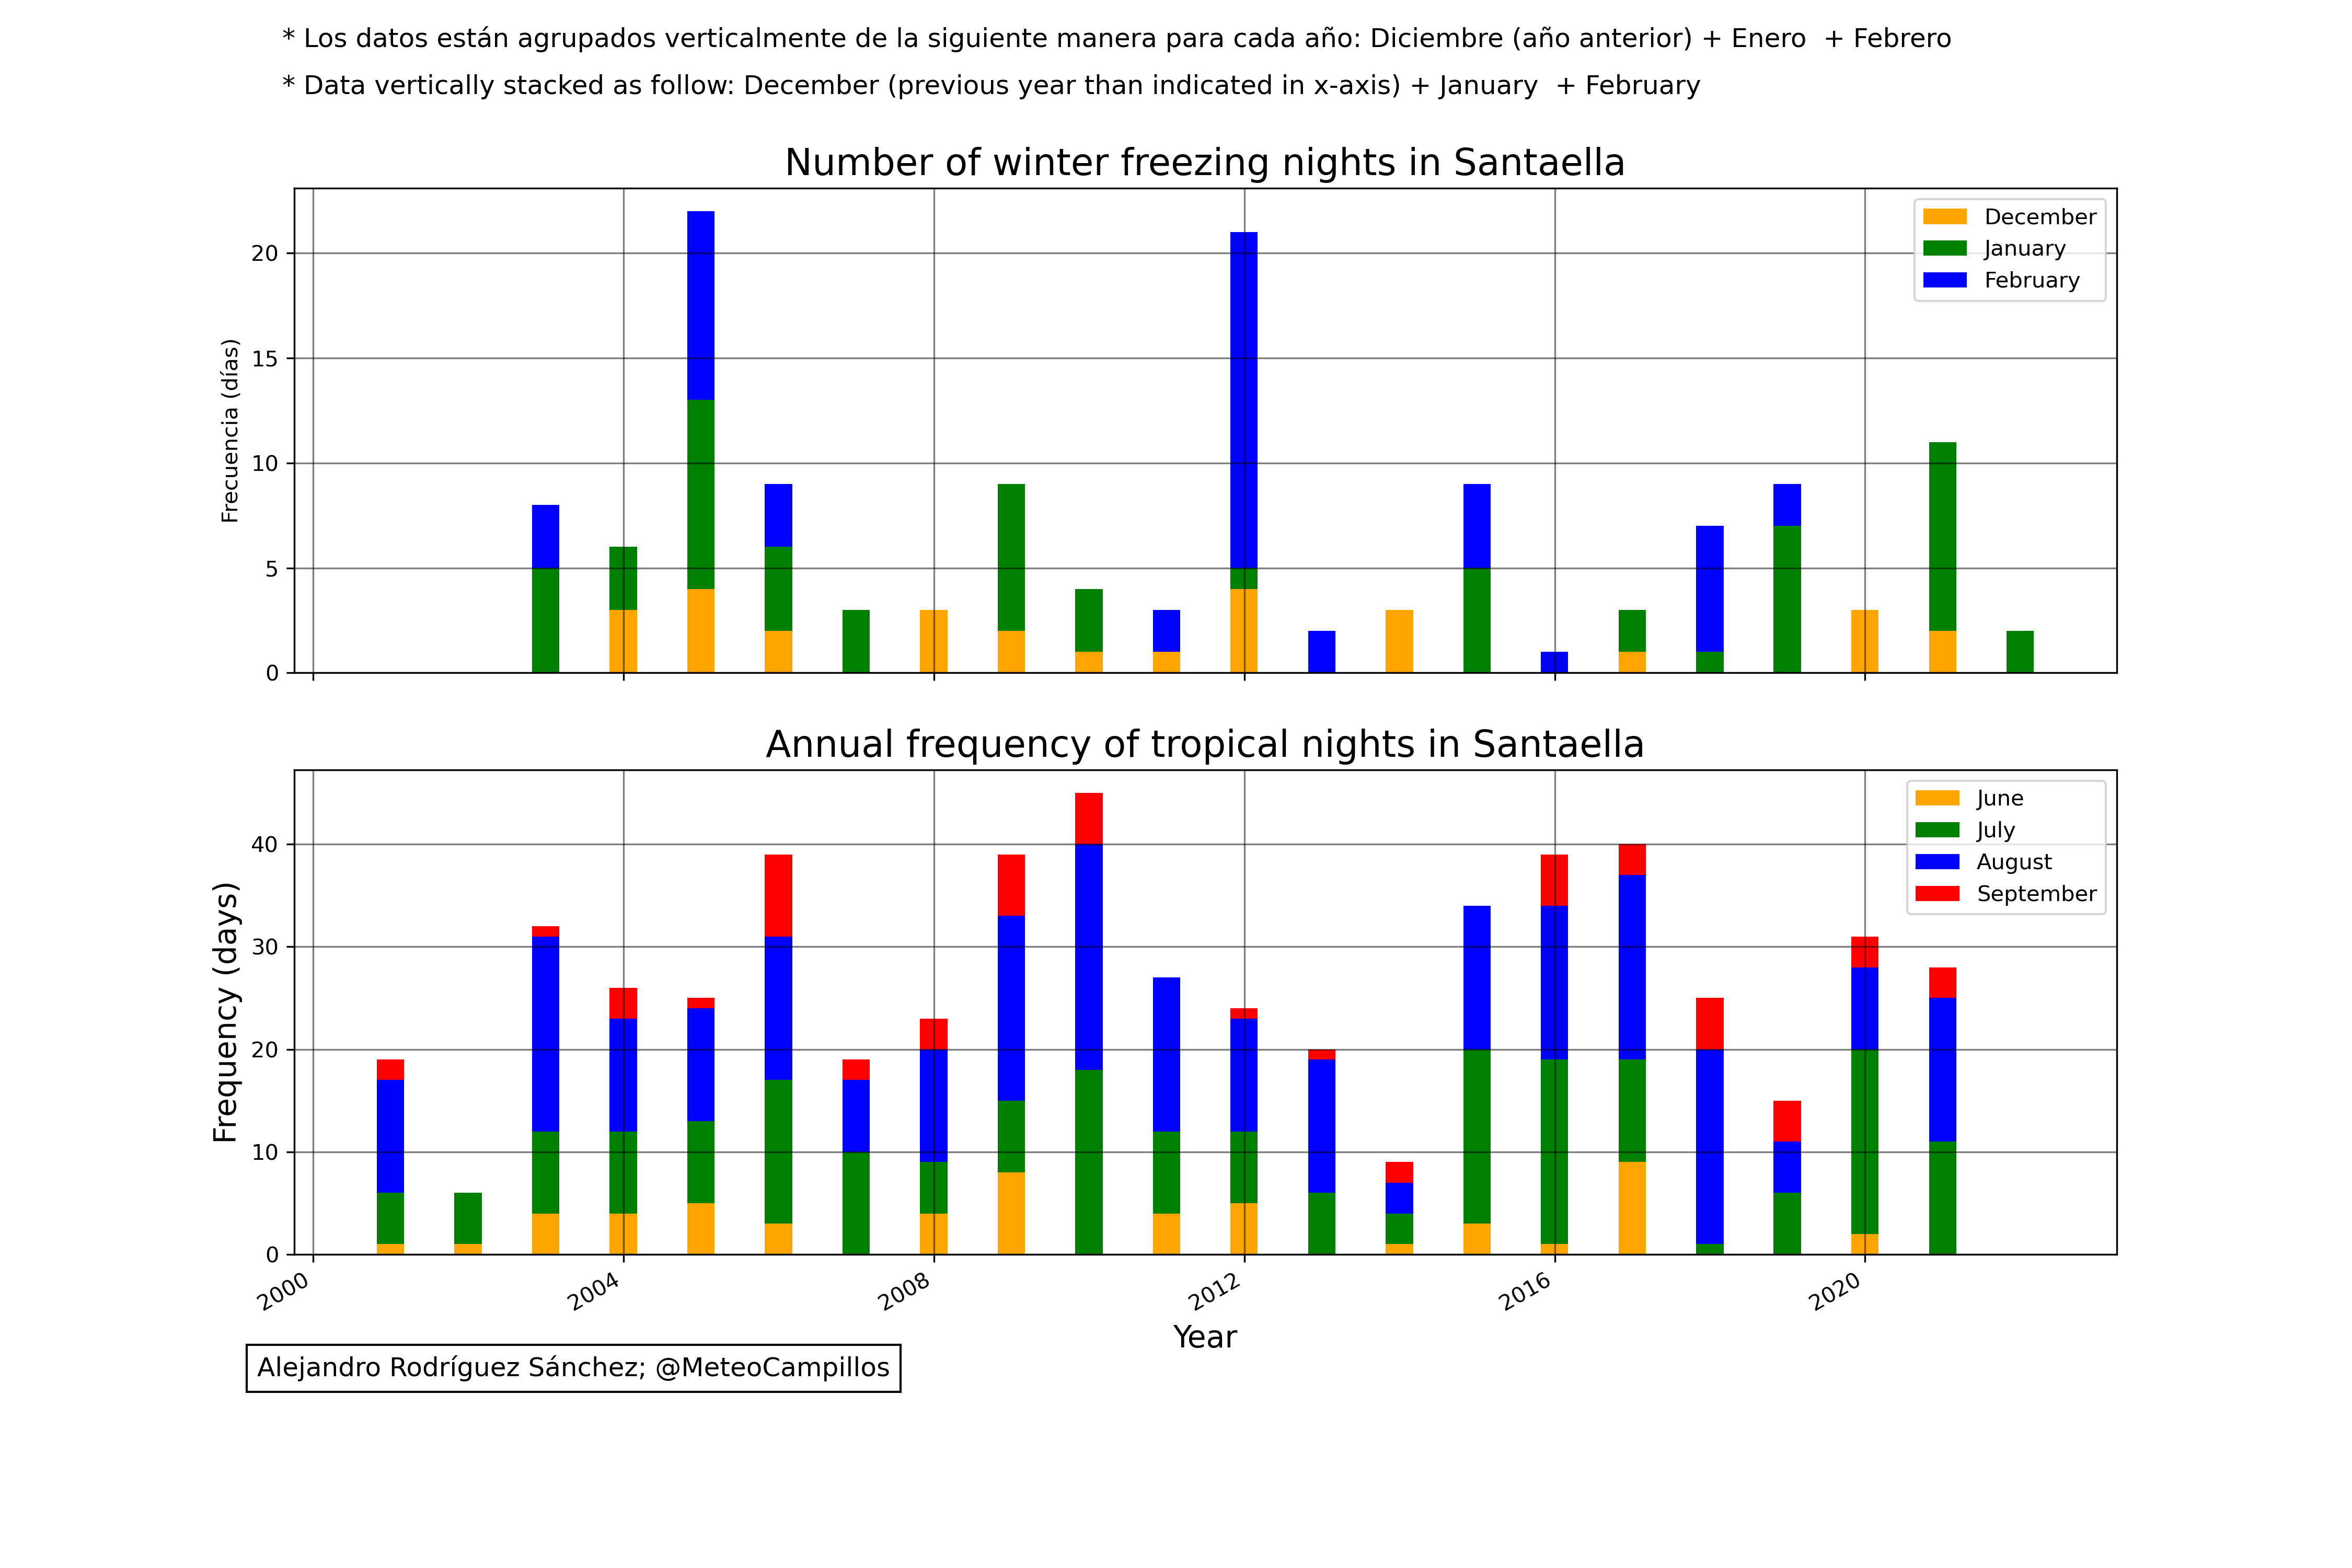 * Los datos están agrupados verticalmente de la siguiente manera para cada año: Diciembre (año anterior) + Enero  + Febrero
* Data vertically stacked as follow: December (previous year than indicated in x-axis) + January  + February
Number of winter freezing nights in Santaella
Frecuencia (días)
20
15
10
5
0
December
January
February
Annual frequency of tropical nights in Santaella
Frequency (days)
40
30
20
10
0
June
July
August
September
2000
2004
2008
2012
2016
2020
Year
Alejandro Rodríguez Sánchez; @MeteoCampillos